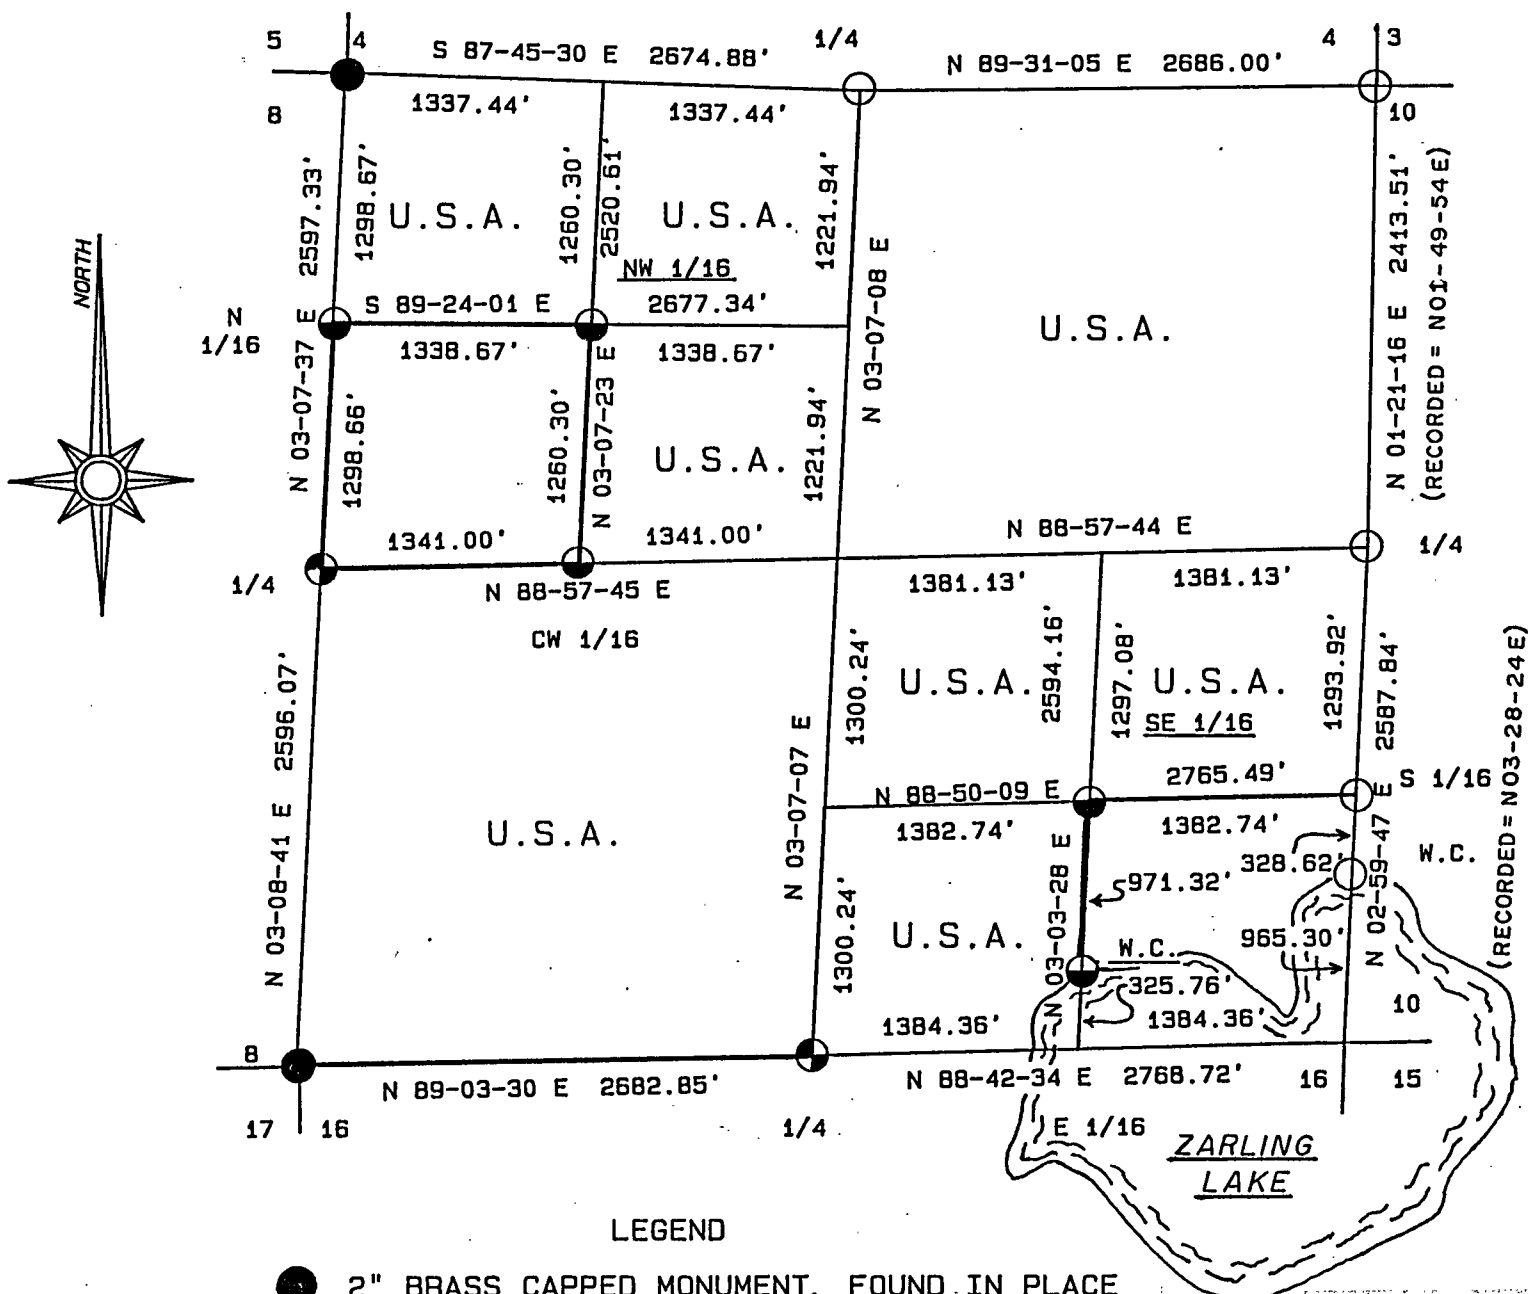 5 4
S 87-45-30 E 2674.88'
1/4
N 89-31-05 E 2686.00'
4 3
8
1337.44'
1337.44'
10
2597.33'
1298.67'
U.S.A.
1260.30'
2520.61'
U.S.A.
1221.94'
N 03-07-08 E
2413.51'
N 01-21-16 E
(RECORDED = N01-49-54E)
NORTH
NW 1/16
N
1/16
S 89-24-01 E
2677.34'
U.S.A.
1338.67'
1338.67'
N 03-07-37 E
1298.66'
1260.30'
N 03-07-23 E
U.S.A.
1221.94'
1341.00'
1341.00'
N 88-57-44 E
1/4
1/4
N 88-57-45 E
1381.13'
1381.13'
CW 1/16
2596.07'
N 03-08-41 E
1300.24'
U.S.A.
2594.16'
1297.08'
U.S.A.
SE 1/16
1293.92'
2587.84'
(RECORDED = N03-28-24E)
N 03-07-07 E
N 88-50-09 E
2765.49'
S 1/16
U.S.A.
1382.74'
1382.74'
328.62'
W.C.
N 02-59-47 E
N 03-03-28 E
971.32'
1300.24'
U.S.A.
W.C.
965.30'
325.76'
10
1384.36'
1384.36'
8
N 89-03-30 E 2682.85'
N 88-42-34 E 2768.72'
16 15
17 16
1/4
E 1/16
ZARLING
LAKE
LEGEND
2" BRASS CAPPED MONUMENT, FOUND IN PLACE